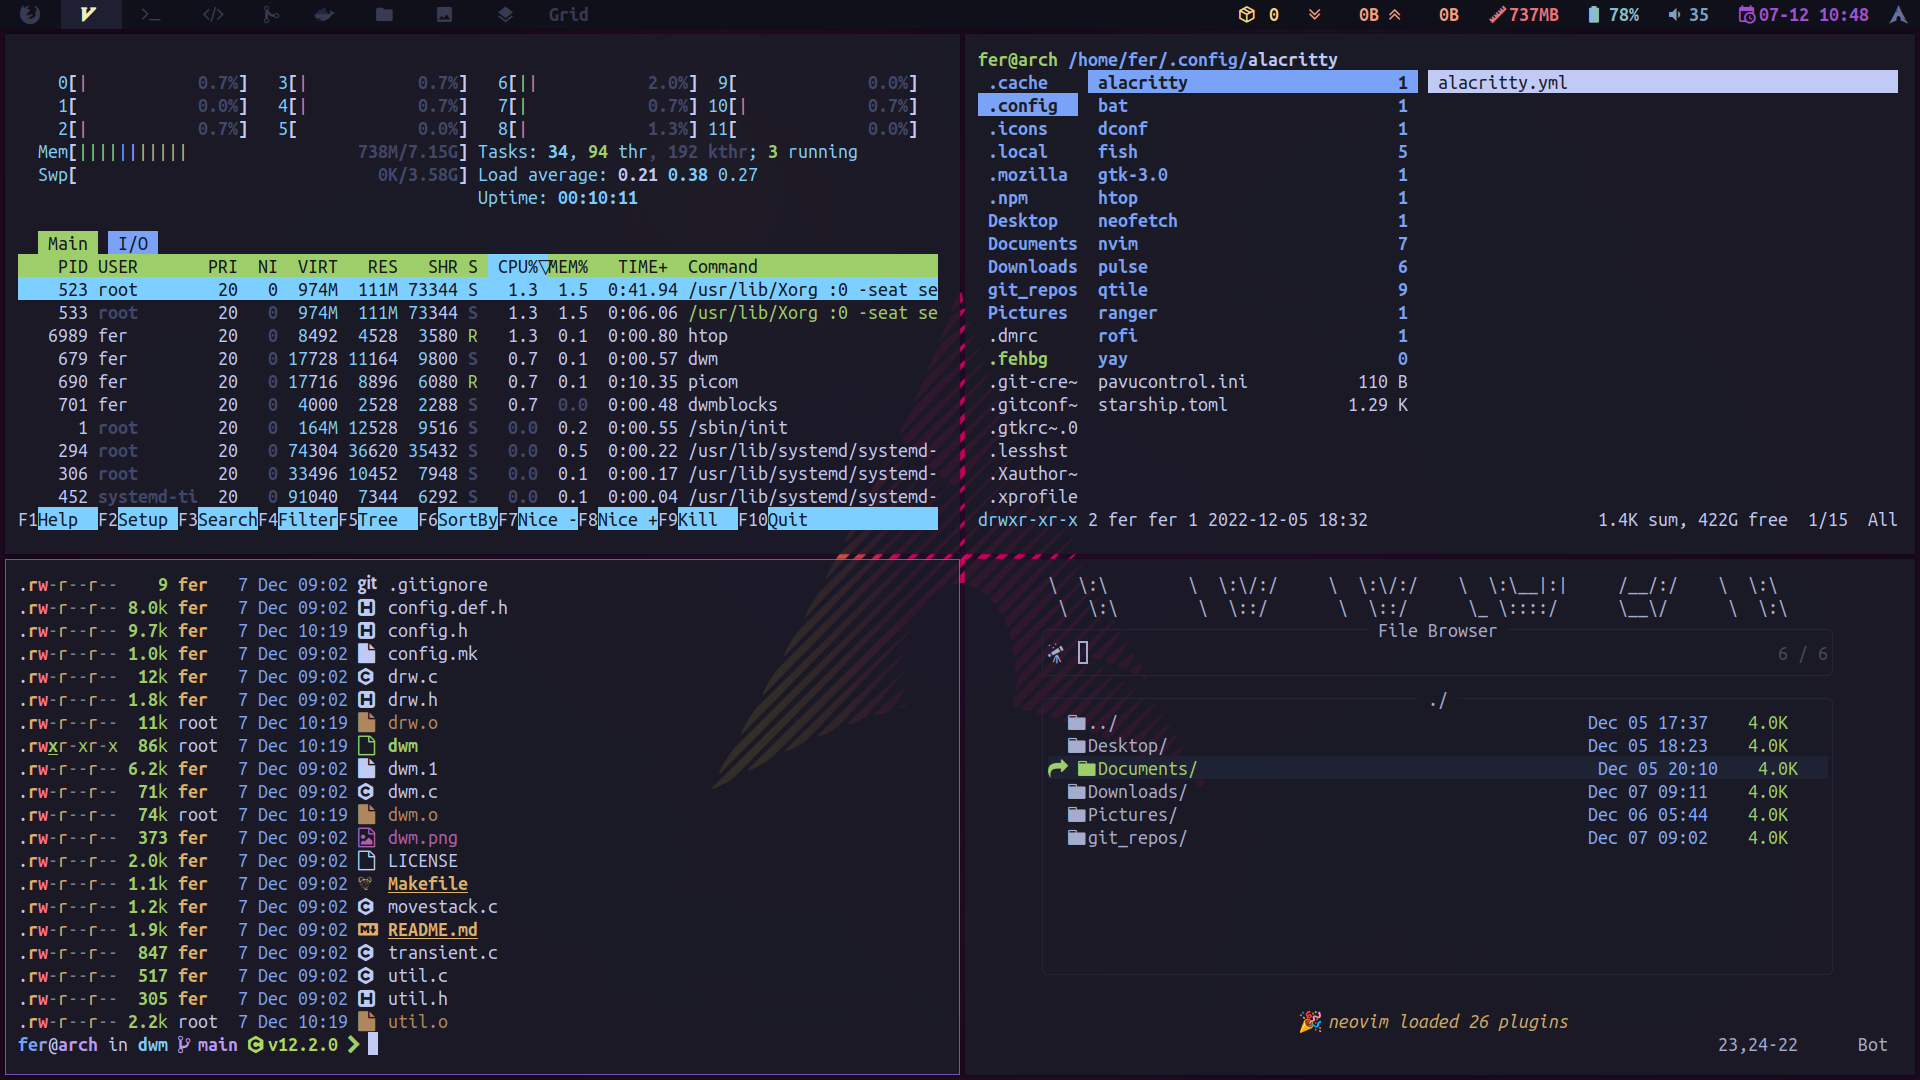 Grid 0 0B 0B 737MB 78% 35 07-12 10:48
0[| 0.7%] 3[| 0.7%] 6[|| 2.0%] 9[ 0.0%]
1[ 0.0%] 4[| 0.7%] 7[| 0.7%] 10[| 0.7%]
2[| 0.7%] 5[ 0.0%] 8[| 1.3%] 11[ 0.0%]
Mem[||||||||||| 738M/7.15G] Tasks: 34, 94 thr, 192 kthr; 3 running
Swp[ 0K/3.58G] Load average: 0.21 0.38 0.27
Uptime: 00:10:11
Main I/O
PID USER PRI NI VIRT RES SHR S CPU%▽MEM% TIME+ Command
523 root 20 0 974M 111M 73344 S 1.3 1.5 0:41.94 /usr/lib/Xorg :0 -seat se
533 root 20 0 974M 111M 73344 S 1.3 1.5 0:06.06 /usr/lib/Xorg :0 -seat se
6989 fer 20 0 8492 4528 3580 R 1.3 0.1 0:00.80 htop
679 fer 20 0 17728 11164 9800 S 0.7 0.1 0:00.57 dwm
690 fer 20 0 17716 8896 6080 R 0.7 0.1 0:10.35 picom
701 fer 20 0 4000 2528 2288 S 0.7 0.0 0:00.48 dwmblocks
1 root 20 0 164M 12528 9516 S 0.0 0.2 0:00.55 /sbin/init
294 root 20 0 74304 36620 35432 S 0.0 0.5 0:00.22 /usr/lib/systemd/systemd-
306 root 20 0 33496 10452 7948 S 0.0 0.1 0:00.17 /usr/lib/systemd/systemd-
452 systemd-ti 20 0 91040 7344 6292 S 0.0 0.1 0:00.04 /usr/lib/systemd/systemd-
F1Help F2Setup F3SearchF4FilterF5Tree F6SortByF7Nice -F8Nice +F9Kill F10Quit
fer@arch /home/fer/.config/alacritty
.cache alacritty 1 alacritty.yml
.config bat 1
.icons dconf 1
.local fish 5
.mozilla gtk-3.0 1
.npm htop 1
Desktop neofetch 1
Documents nvim 7
Downloads pulse 6
git_repos qtile 9
Pictures ranger 1
.dmrc rofi 1
.fehbg yay 0
.git-cre~ pavucontrol.ini 110 B
.gitconf~ starship.toml 1.29 K
.gtkrc~.0
.lesshst
.Xauthor~
.xprofile
drwxr-xr-x 2 fer fer 1 2022-12-05 18:32 1.4K sum, 422G free 1/15 All
.rw-r--r-- 9 fer 7 Dec 09:02 git .gitignore
.rw-r--r-- 8.0k fer 7 Dec 09:02 H config.def.h
.rw-r--r-- 9.7k fer 7 Dec 10:19 H config.h
.rw-r--r-- 1.0k fer 7 Dec 09:02 config.mk
.rw-r--r-- 12k fer 7 Dec 09:02 C drw.c
.rw-r--r-- 1.8k fer 7 Dec 09:02 H drw.h
.rw-r--r-- 11k root 7 Dec 10:19 drw.o
.rwxr-xr-x 86k root 7 Dec 10:19 dwm
.rw-r--r-- 6.2k fer 7 Dec 09:02 dwm.1
.rw-r--r-- 71k fer 7 Dec 09:02 C dwm.c
.rw-r--r-- 74k root 7 Dec 10:19 dwm.o
.rw-r--r-- 373 fer 7 Dec 09:02 dwm.png
.rw-r--r-- 2.0k fer 7 Dec 09:02 LICENSE
.rw-r--r-- 1.1k fer 7 Dec 09:02 Makefile
.rw-r--r-- 1.2k fer 7 Dec 09:02 C movestack.c
.rw-r--r-- 1.9k fer 7 Dec 09:02 M README.md
.rw-r--r-- 847 fer 7 Dec 09:02 C transient.c
.rw-r--r-- 517 fer 7 Dec 09:02 C util.c
.rw-r--r-- 305 fer 7 Dec 09:02 H util.h
.rw-r--r-- 2.2k root 7 Dec 10:19 util.o
fer@arch in dwm main C v12.2.0 ❯
\  \:\        \  \:\/:/     \  \:\/:/    \  \:\__|:|     /__/:/    \  \:\
 \  \:\        \  \::/       \  \::/      \_ \::::/      \__\/      \  \:\
File Browser
6 / 6
./
../ Dec 05 17:37 4.0K
Desktop/ Dec 05 18:23 4.0K
Documents/ Dec 05 20:10 4.0K
Downloads/ Dec 07 09:11 4.0K
Pictures/ Dec 06 05:44 4.0K
git_repos/ Dec 07 09:02 4.0K
🎉 neovim loaded 26 plugins
23,24-22 Bot